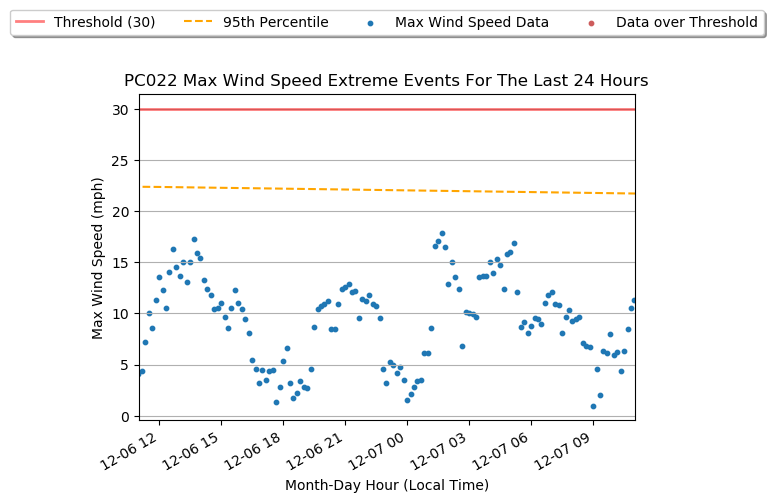 Threshold (30) 95th Percentile Max Wind Speed Data Data over Threshold
PC022 Max Wind Speed Extreme Events For The Last 24 Hours
30
25
20
15
10
5
0
Max Wind Speed (mph)
12-06 12 12-06 15 12-06 18 12-06 21 12-07 00 12-07 03 12-07 06 12-07 09
Month-Day Hour (Local Time)